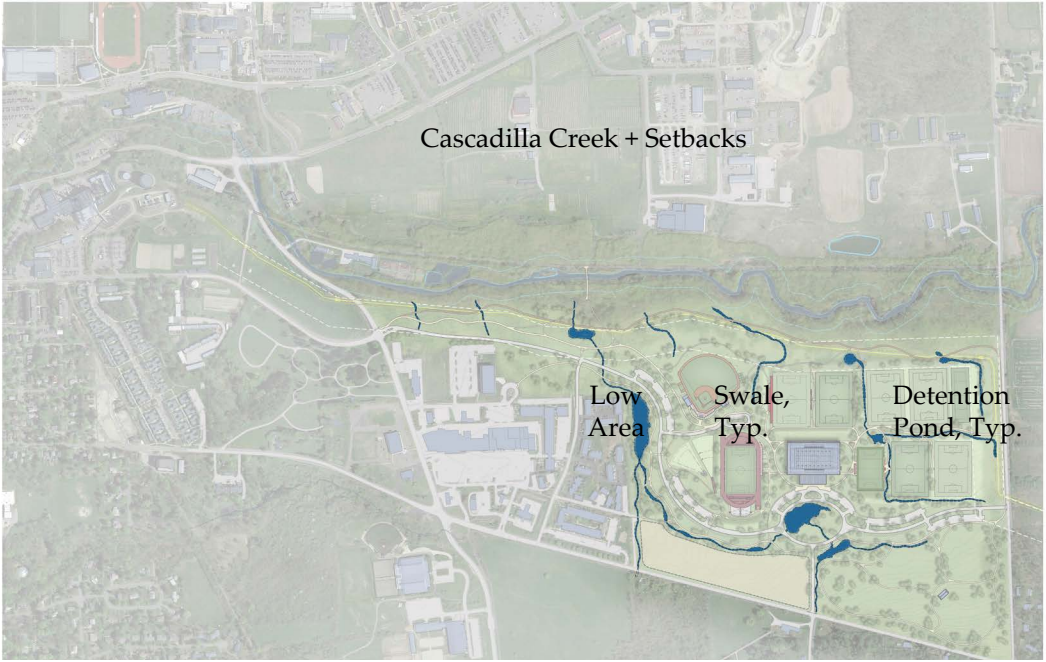 Cascadilla Creek + Setbacks
Low
Area
Swale,
Typ.
Detention
Pond, Typ.